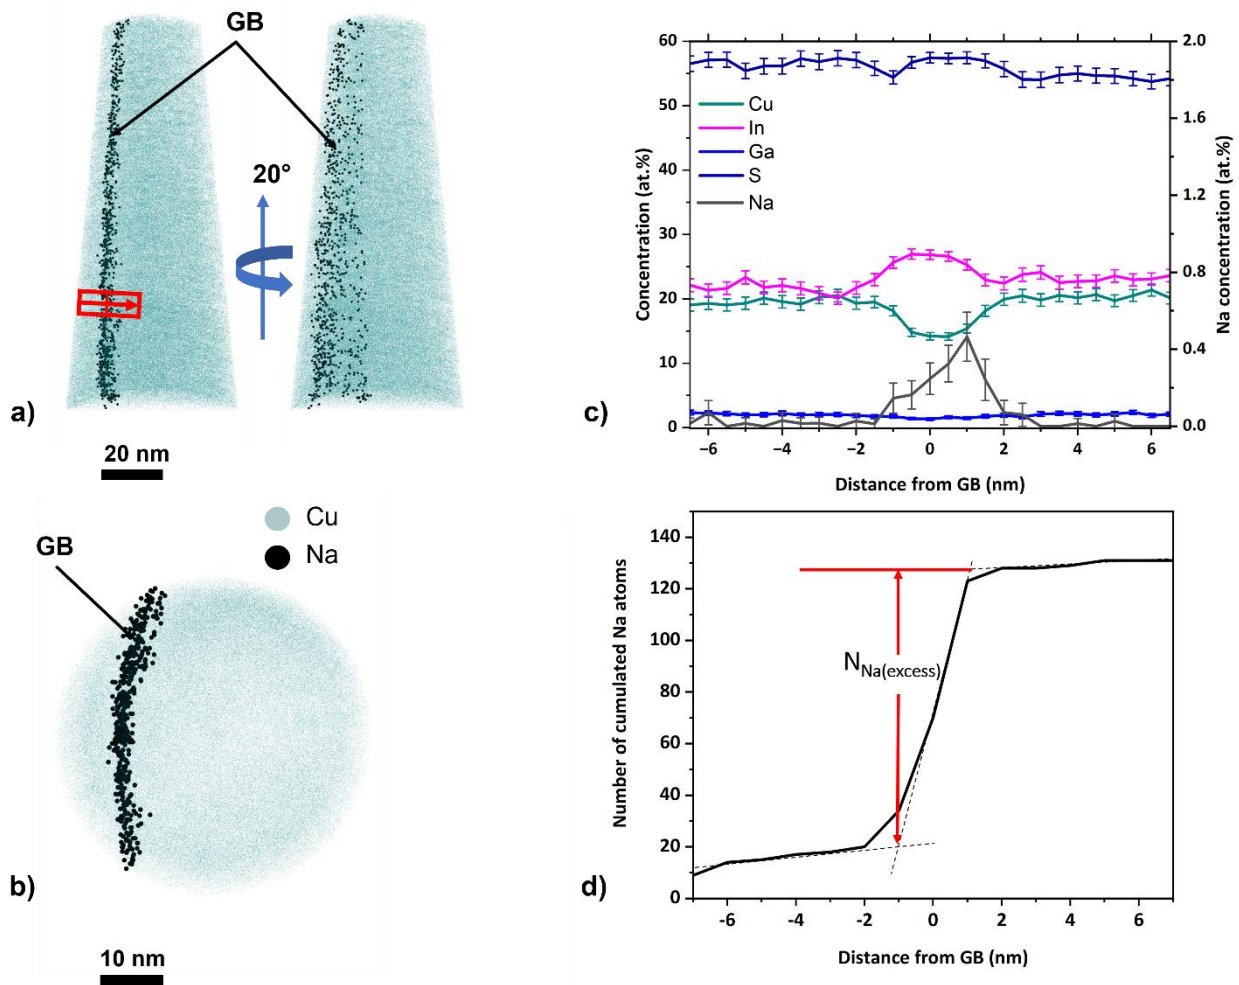 GB
20°
a)
20 nm
Cu
Na
GB
b)
10 nm
60
50
40
30
20
10
0
Concentration (at.%)
2.0
1.6
1.2
0.8
0.4
0.0
Na concentration (at.%)
Cu
In
Ga
S
Na
c)
−6 −4 −2 0 2 4 6
Distance from GB (nm)
140
120
100
80
60
40
20
0
Number of cumulated Na atoms
NNa(excess)
d)
-6 -4 -2 0 2 4 6
Distance from GB (nm)